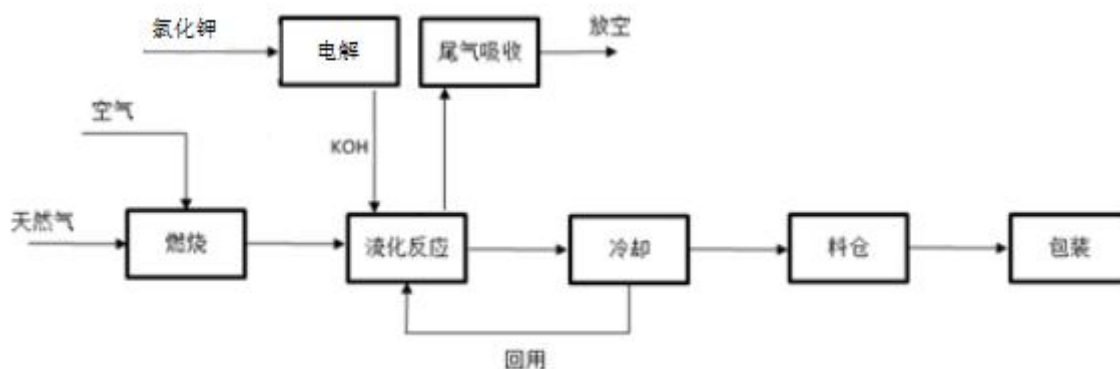 氯化钾
电解
尾气吸收
放空
空气
KOH
天然气
燃烧
流化反应
冷却
料仓
包装
回用